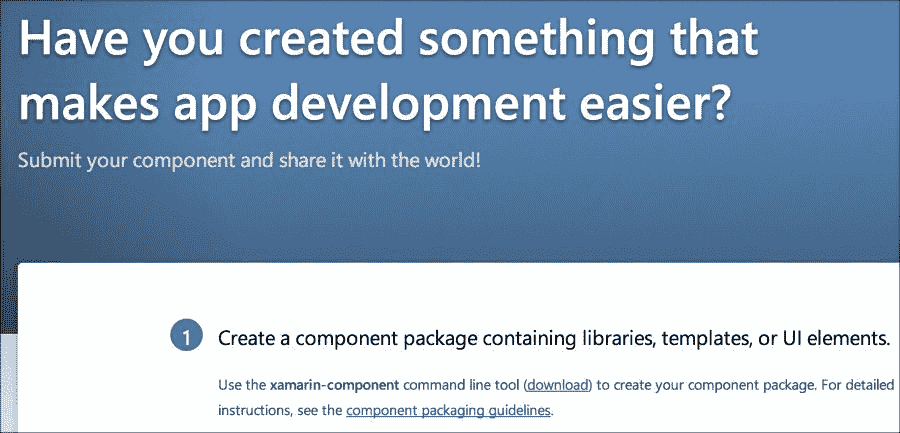 Have you created something that
makes app development easier?
Submit your component and share it with the world!
1 Create a component package containing libraries, templates, or UI elements.
Use the xamarin-component command line tool (download) to create your component package. For detailed
instructions, see the component packaging guidelines.